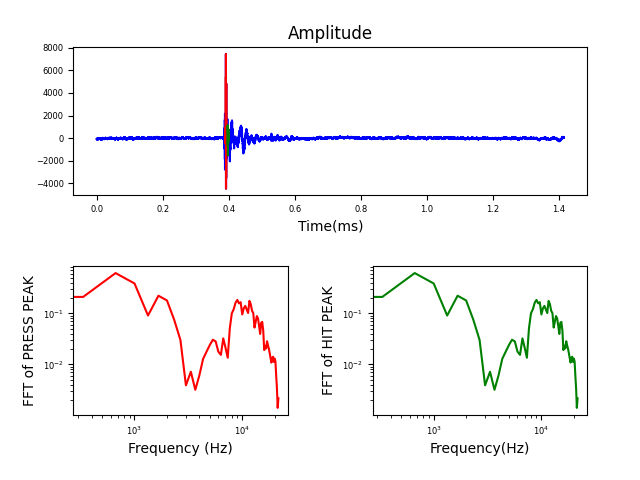 Amplitude
8000
6000
4000
2000
0
−2000
−4000
0.0 0.2 0.4 0.6 0.8 1.0 1.2 1.4
Time(ms)
FFT of PRESS PEAK
10⁻¹
10⁻²
10³ 10⁴
Frequency (Hz)
FFT of HIT PEAK
10⁻¹
10⁻²
10³ 10⁴
Frequency(Hz)